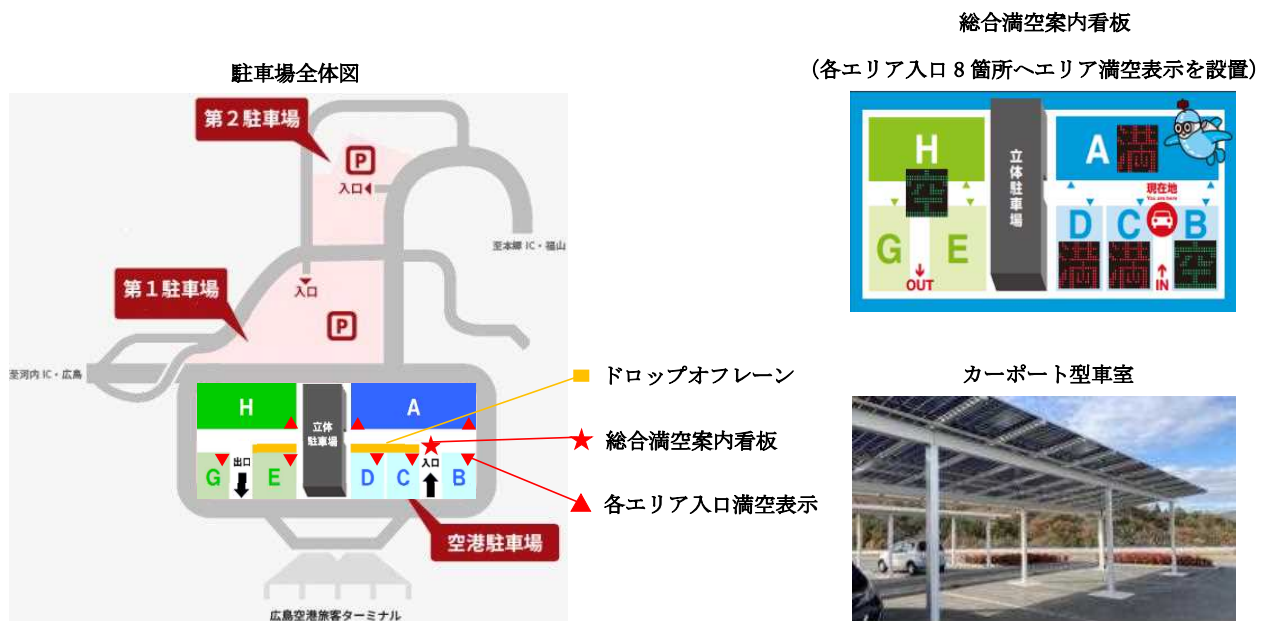 総合満空案内看板
(各エリア入口8箇所へエリア満空表示を設置)
駐車場全体図
第2駐車場
P
入口
至本郷IC・福山
第1駐車場
入口
P
至河内IC・広島
H
立体
駐車場
A
G
出口
E
D
C
入口
B
空港駐車場
広島空港旅客ターミナル
ドロップオフレーン
総合満空案内看板
各エリア入口満空表示
H
空
立体駐車場
A
満
現在地
You are here
G
E
D
C
B
満
満
空
OUT
IN
カーポート型車室